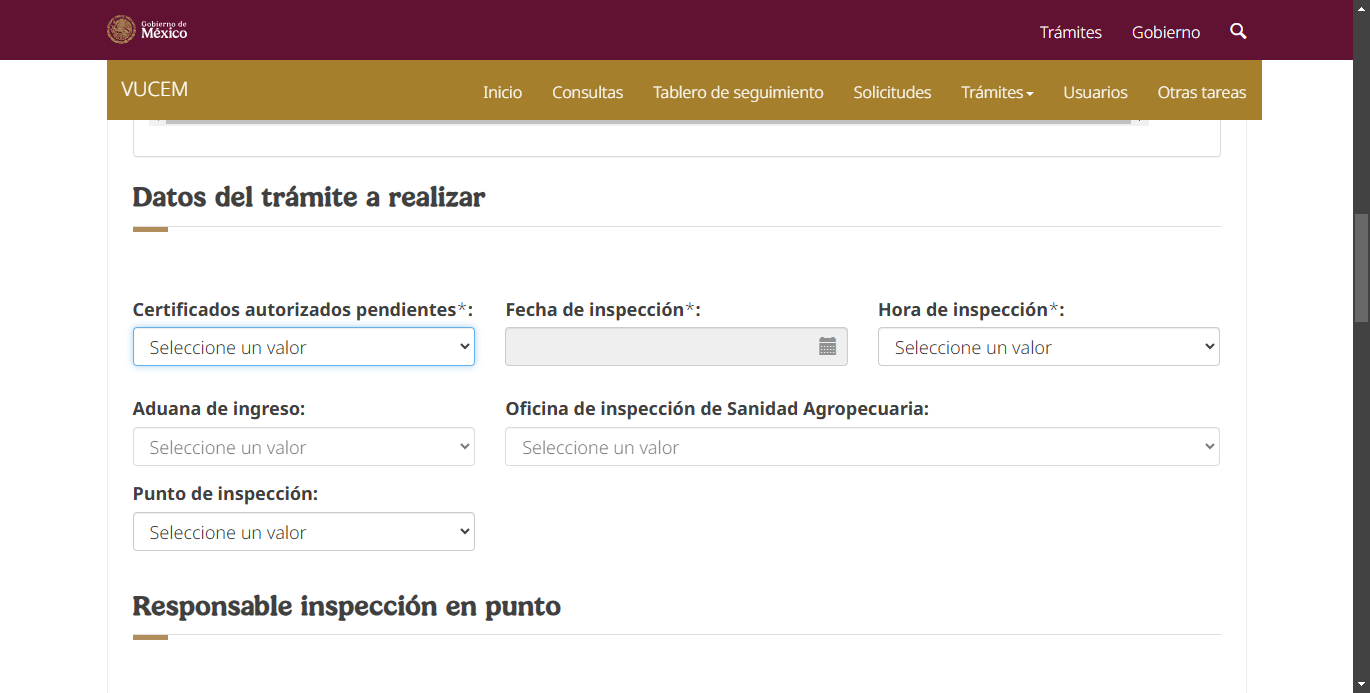 Gobierno de
México
Trámites
Gobierno
VUCEM
Inicio
Consultas
Tablero de seguimiento
Solicitudes
Trámites
Usuarios
Otras tareas
Datos del trámite a realizar
Certificados autorizados pendientes*:
Fecha de inspección*:
Hora de inspección*:
Seleccione un valor
Seleccione un valor
Aduana de ingreso:
Oficina de inspección de Sanidad Agropecuaria:
Seleccione un valor
Seleccione un valor
Punto de inspección:
Seleccione un valor
Responsable inspección en punto